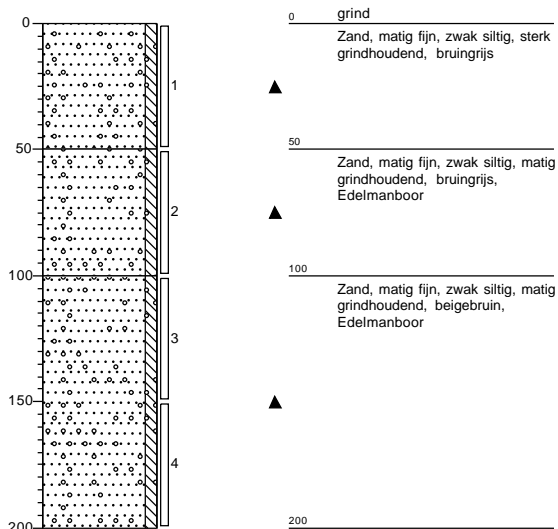 grind
0
0
Zand, matig fijn, zwak siltig, sterk
grindhoudend, bruingrijs
1
50
50
Zand, matig fijn, zwak siltig, matig
grindhoudend, bruingrijs,
Edelmanboor
2
100
100
Zand, matig fijn, zwak siltig, matig
grindhoudend, beigebruin,
Edelmanboor
3
150
4
200
200